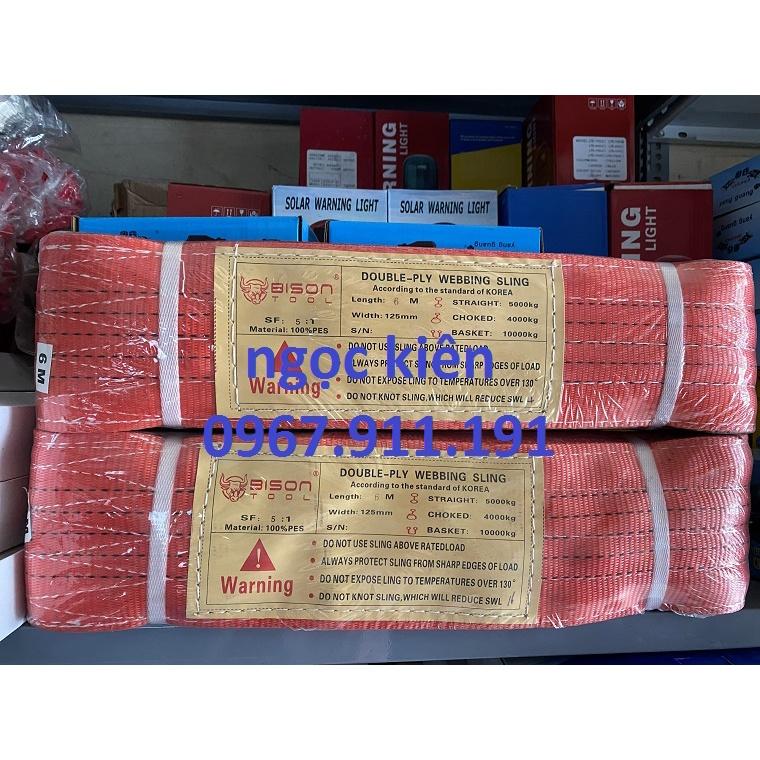 SOLAR WARNING LIGHT
SOLAR WARNING LIGHT
WARNING
LIGHT
BISON®
TOOL
SF: 5:1
Material: 100%PES
DOUBLE-PLY WEBBING SLING
According to the standard of KOREA
Length: 6 M STRAIGHT: 5000kg
Width: 125mm CHOKED: 4000kg
S/N: BASKET: 10000kg
Warning
• DO NOT USE SLING ABOVE RATEDLOAD
ALWAYS PROTECT SLING FROM SHARP EDGES OF LOAD
• DO NOT EXPOSE LING TO TEMPERATURES OVER 130°
• DO NOT KNOT SLING,WHICH WILL REDUCE SWL
6 M
ngọc kiên
0967.911.191
BISON®
TOOL
SF: 5:1
Material: 100%PES
DOUBLE-PLY WEBBING SLING
According to the standard of KOREA
Length: 6 M STRAIGHT: 5000kg
Width: 125mm CHOKED: 4000kg
S/N: BASKET: 10000kg
Warning
• DO NOT USE SLING ABOVE RATEDLOAD
• ALWAYS PROTECT SLING FROM SHARP EDGES OF LOAD
• DO NOT EXPOSE LING TO TEMPERATURES OVER 130°
• DO NOT KNOT SLING,WHICH WILL REDUCE SWL